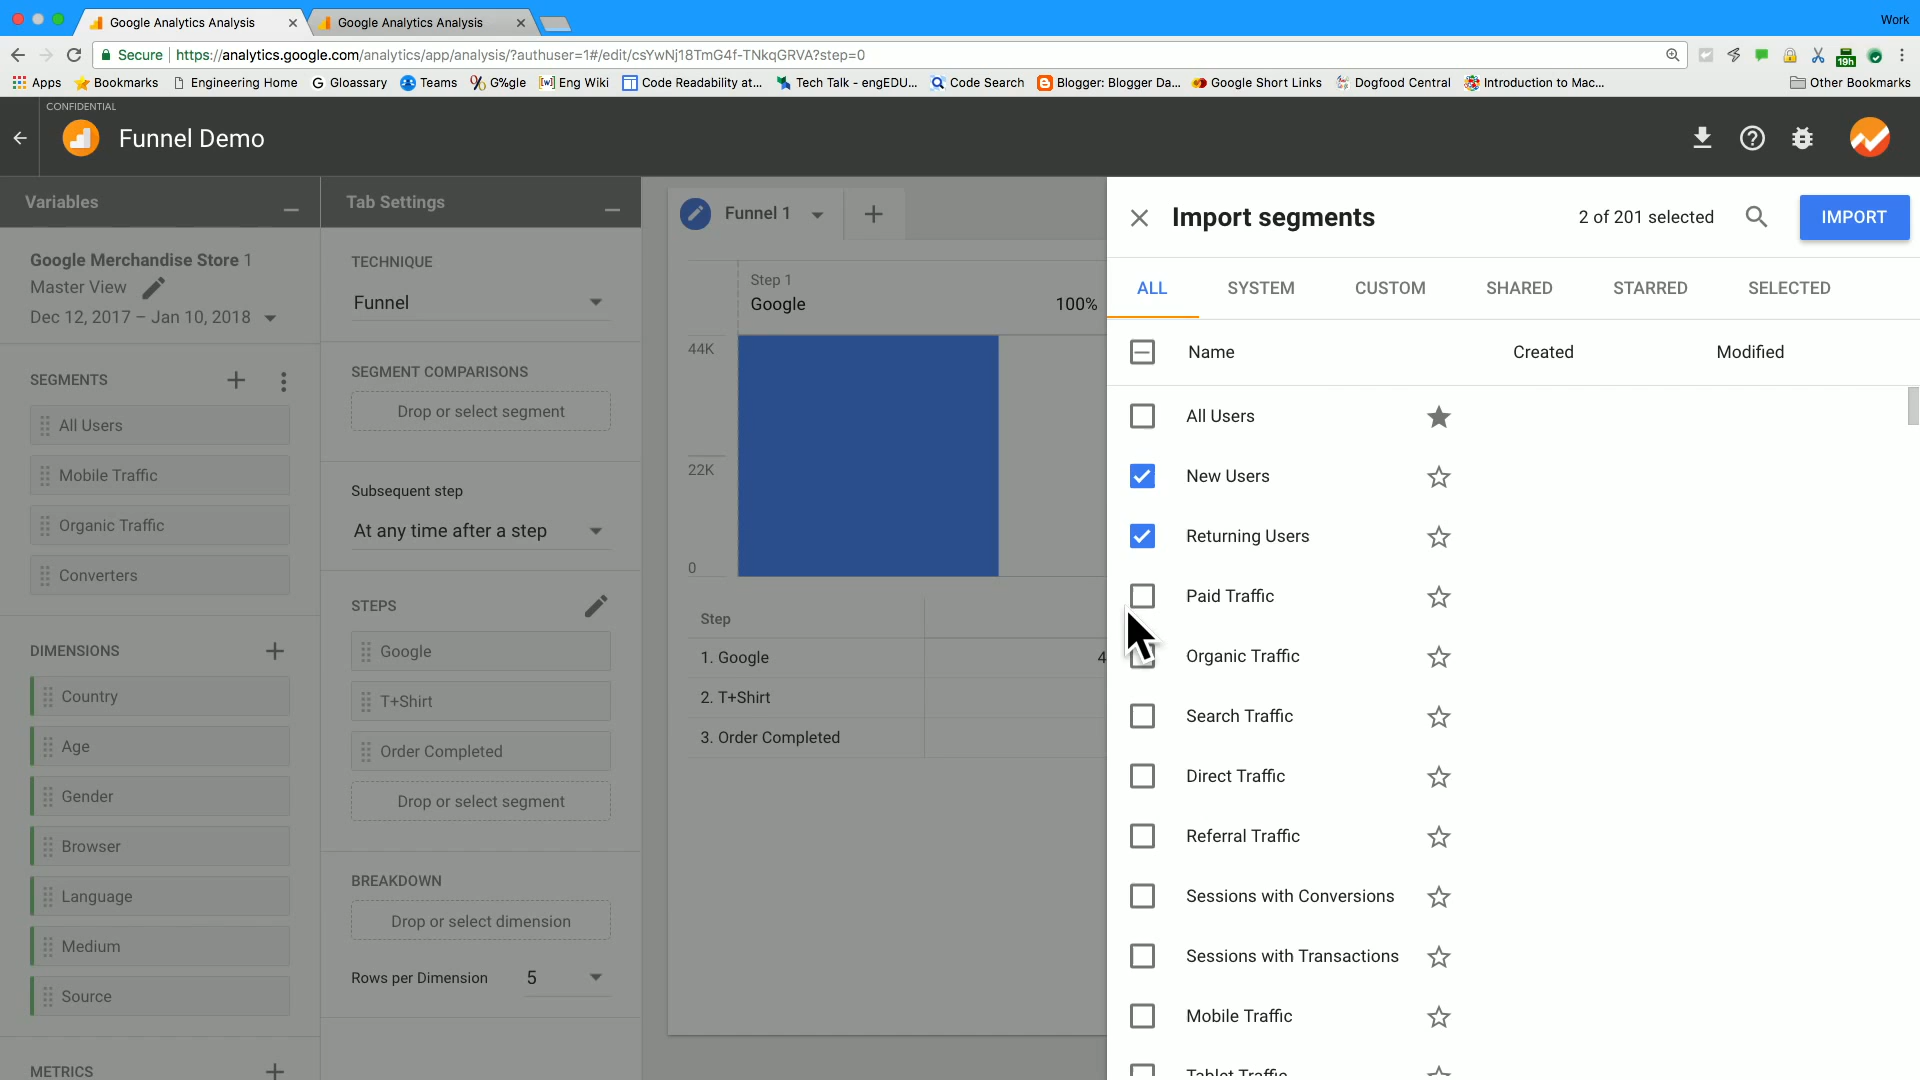 Google Analytics Analysis
Google Analytics Analysis
Work
Secure https://analytics.google.com/analytics/app/analysis/?authuser=1#/edit/csYwNj18TmG4f-TNkqGRVA?step=0
19h
Apps Bookmarks Engineering Home Gloassary Teams G%gle Eng Wiki Code Readability at... Tech Talk - engEDU... Code Search Blogger: Blogger Da... Google Short Links Dogfood Central Introduction to Mac... Other Bookmarks
CONFIDENTIAL
Funnel Demo
Variables
Google Merchandise Store 1
Master View
Dec 12, 2017 – Jan 10, 2018
SEGMENTS
All Users
Mobile Traffic
Organic Traffic
Converters
DIMENSIONS
Country
Age
Gender
Browser
Language
Medium
Source
METRICS
Tab Settings
TECHNIQUE
Funnel
SEGMENT COMPARISONS
Drop or select segment
Subsequent step
At any time after a step
STEPS
Google
T+Shirt
Order Completed
Drop or select segment
BREAKDOWN
Drop or select dimension
Rows per Dimension 5
Funnel 1
Step 1
Google 100%
44K
22K
0
Step
1. Google 4
2. T+Shirt
3. Order Completed
Import segments 2 of 201 selected IMPORT
ALL SYSTEM CUSTOM SHARED STARRED SELECTED
Name Created Modified
All Users
New Users
Returning Users
Paid Traffic
Organic Traffic
Search Traffic
Direct Traffic
Referral Traffic
Sessions with Conversions
Sessions with Transactions
Mobile Traffic
Tablet Traffic